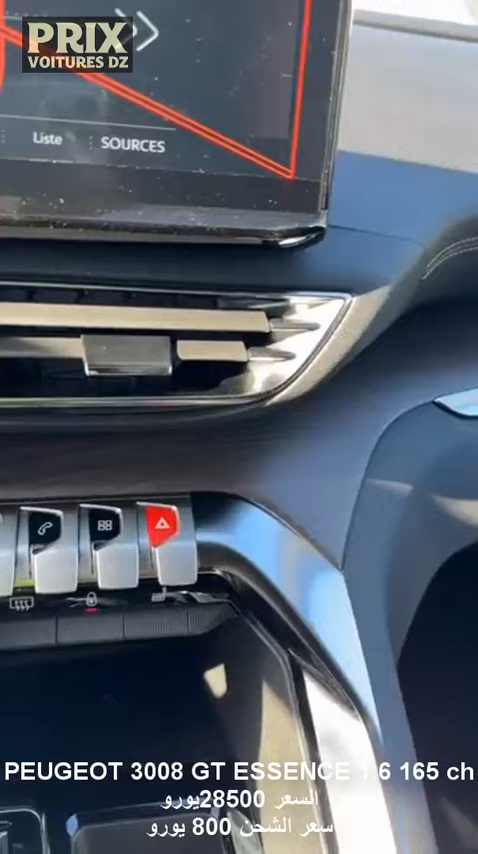 PRIX
VOITURES DZ
Liste
SOURCES
PEUGEOT 3008 GT ESSENCE 1.6 165 ch
السعر 28500يورو
سعر الشحن 800 يورو